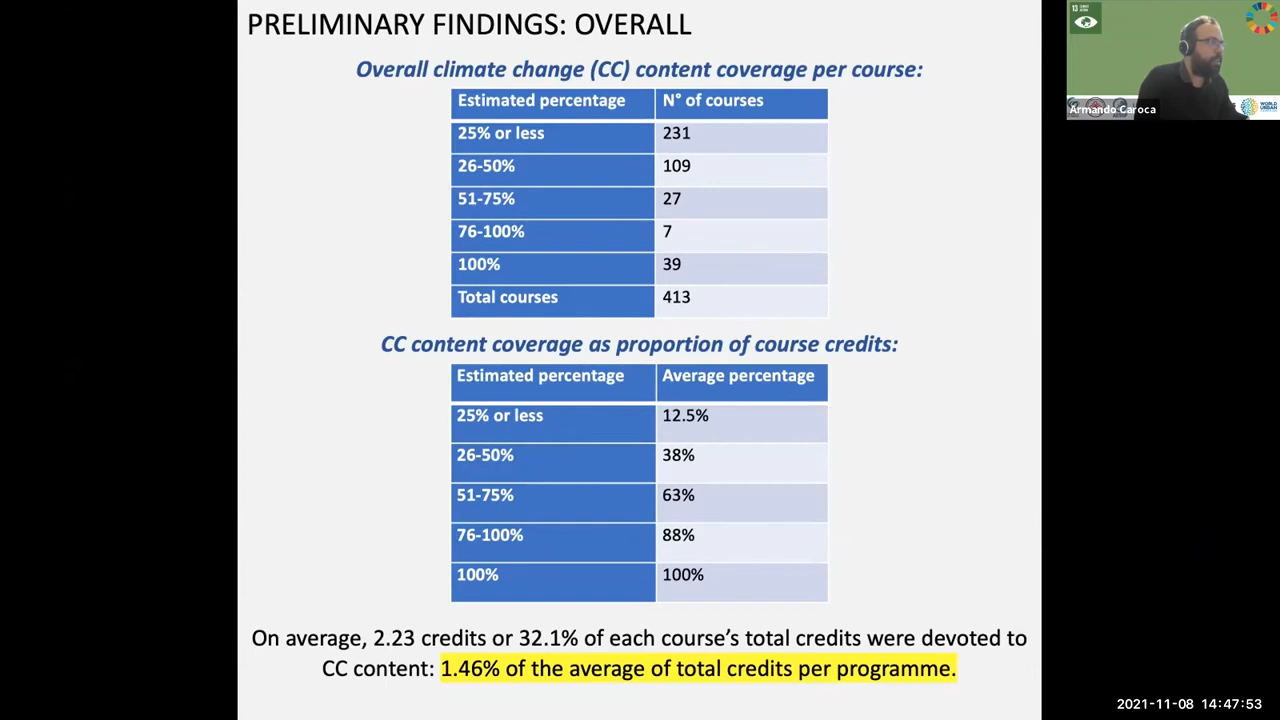 PRELIMINARY FINDINGS: OVERALL
Overall climate change (CC) content coverage per course:
Estimated percentage N° of courses
25% or less 231
26-50% 109
51-75% 27
76-100% 7
100% 39
Total courses 413
CC content coverage as proportion of course credits:
Estimated percentage Average percentage
25% or less 12.5%
26-50% 38%
51-75% 63%
76-100% 88%
100% 100%
On average, 2.23 credits or 32.1% of each course's total credits were devoted to
CC content: 1.46% of the average of total credits per programme.
13
Armando Caroca
WORLD
URBAN
2021-11-08 14:47:53